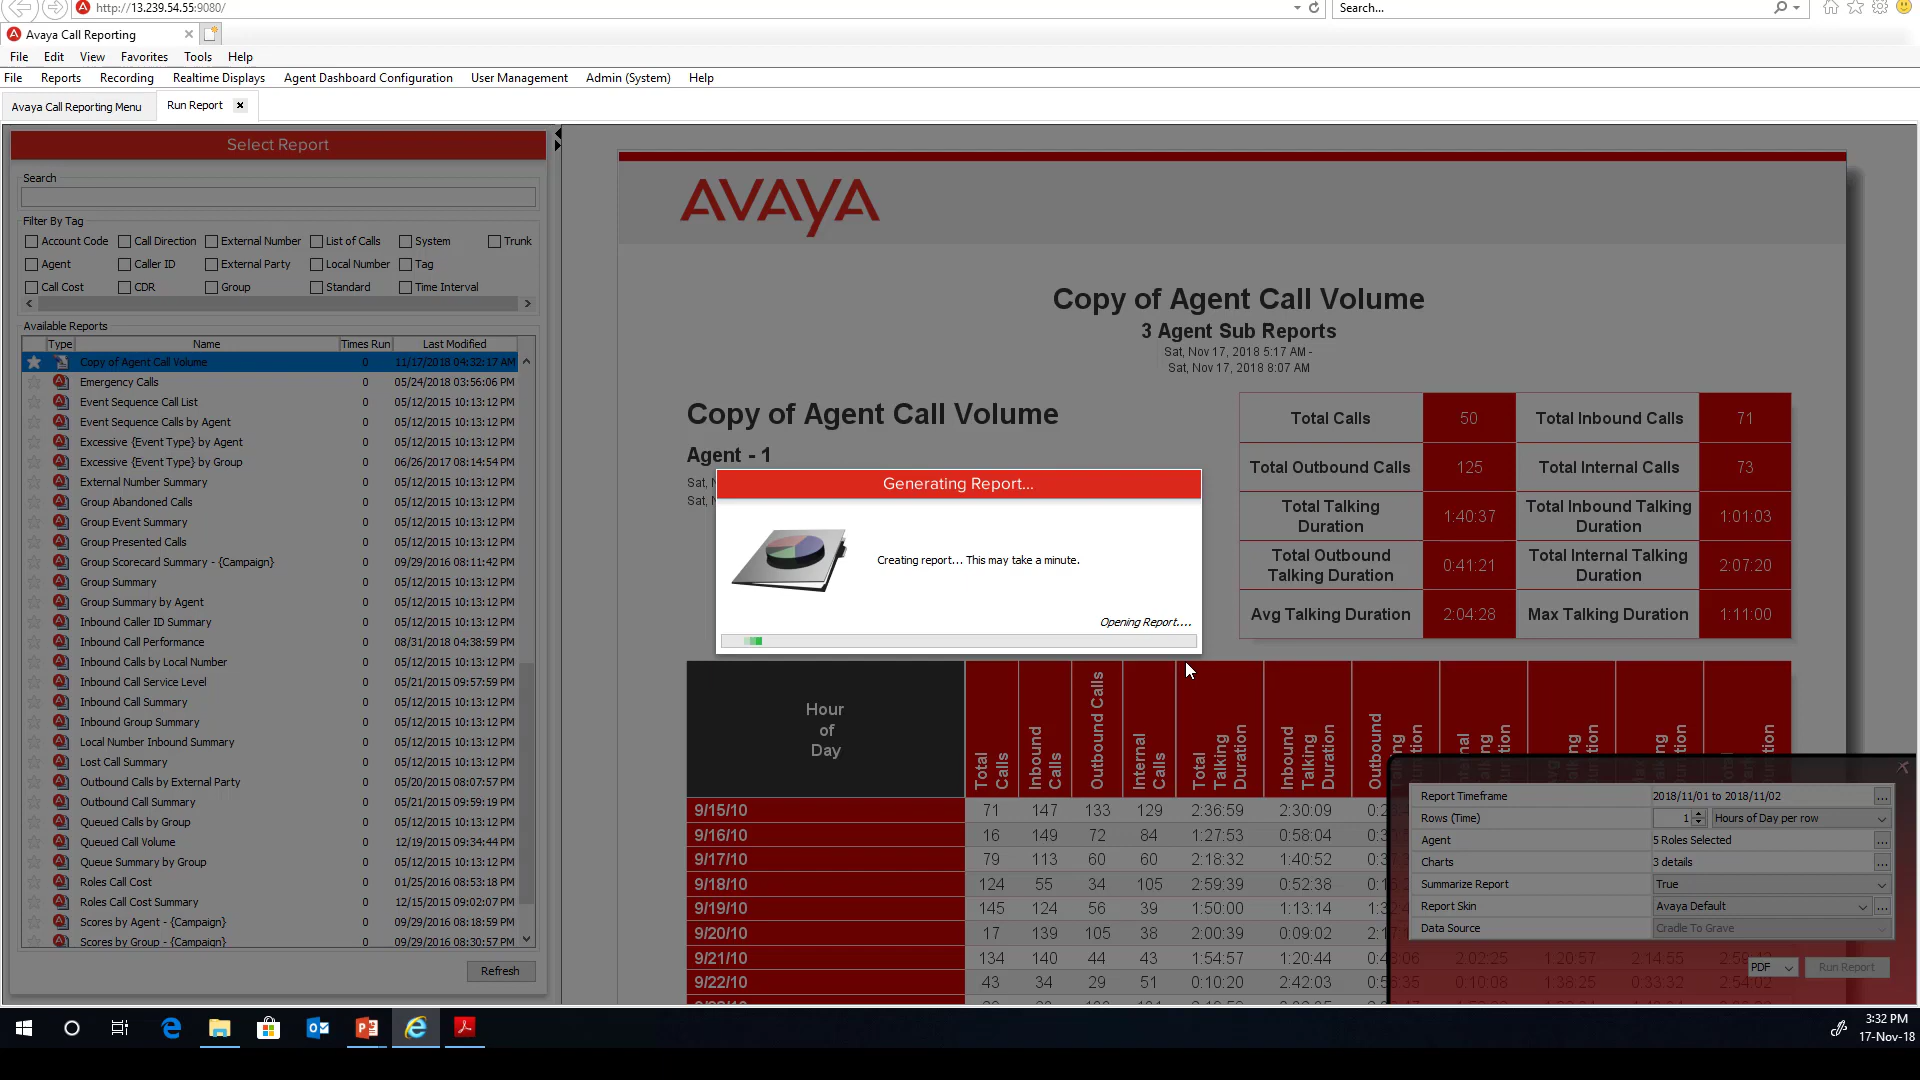 http://13.239.54.55:9080/
Search...
Avaya Call Reporting
File Edit View Favorites Tools Help
File Reports Recording Realtime Displays Agent Dashboard Configuration User Management Admin (System) Help
Avaya Call Reporting Menu Run Report
Select Report
Search
Filter By Tag
Account Code Call Direction External Number List of Calls System Trunk
Agent Caller ID External Party Local Number Tag
Call Cost CDR Group Standard Time Interval
Available Reports
Type Name Times Run Last Modified
Copy of Agent Call Volume 0 11/17/2018 04:32:17 AM
Emergency Calls 0 05/24/2018 03:56:06 PM
Event Sequence Call List 0 05/12/2015 10:13:12 PM
Event Sequence Calls by Agent 0 05/12/2015 10:13:12 PM
Excessive {Event Type} by Agent 0 05/12/2015 10:13:12 PM
Excessive {Event Type} by Group 0 06/26/2017 08:14:54 PM
External Number Summary 0 05/12/2015 10:13:12 PM
Group Abandoned Calls 0 05/12/2015 10:13:12 PM
Group Event Summary 0 05/12/2015 10:13:12 PM
Group Presented Calls 0 05/12/2015 10:13:12 PM
Group Scorecard Summary - {Campaign} 0 09/29/2016 08:11:42 PM
Group Summary 0 05/12/2015 10:13:12 PM
Group Summary by Agent 0 05/12/2015 10:13:12 PM
Inbound Caller ID Summary 0 05/12/2015 10:13:12 PM
Inbound Call Performance 0 08/31/2018 04:38:59 PM
Inbound Calls by Local Number 0 05/12/2015 10:13:12 PM
Inbound Call Service Level 0 05/21/2015 09:57:59 PM
Inbound Call Summary 0 05/12/2015 10:13:12 PM
Inbound Group Summary 0 05/12/2015 10:13:12 PM
Local Number Inbound Summary 0 05/12/2015 10:13:12 PM
Lost Call Summary 0 05/12/2015 10:13:12 PM
Outbound Calls by External Party 0 05/20/2015 08:07:57 PM
Outbound Call Summary 0 05/21/2015 09:59:19 PM
Queued Calls by Group 0 05/12/2015 10:13:12 PM
Queued Call Volume 0 12/19/2015 09:34:44 PM
Queue Summary by Group 0 05/12/2015 10:13:12 PM
Roles Call Cost 0 01/25/2016 08:53:18 PM
Roles Call Cost Summary 0 12/15/2015 09:02:07 PM
Scores by Agent - {Campaign} 0 09/29/2016 08:18:59 PM
Scores by Group - {Campaign} 0 09/29/2016 08:30:57 PM
Refresh
AVAYA
Copy of Agent Call Volume
3 Agent Sub Reports
Sat, Nov 17, 2018 5:17 AM -
Sat, Nov 17, 2018 8:07 AM
Copy of Agent Call Volume
Agent - 1
Sat,
Sat,
Total Calls 50 Total Inbound Calls 71
Total Outbound Calls 125 Total Internal Calls 73
Total Talking Duration 1:40:37 Total Inbound Talking Duration 1:01:03
Total Outbound Talking Duration 0:41:21 Total Internal Talking Duration 2:07:20
Avg Talking Duration 2:04:28 Max Talking Duration 1:11:00
Generating Report...
Creating report... This may take a minute.
Opening Report....
Hour of Day Total Calls Inbound Calls Outbound Calls Internal Calls Total Talking Duration Inbound Talking Duration Outbound
9/15/10 71 147 133 129 2:36:59 2:30:09
9/16/10 16 149 72 84 1:27:53 0:58:04
9/17/10 79 113 60 60 2:18:32 1:40:52
9/18/10 124 55 34 105 2:59:39 0:52:38
9/19/10 145 124 56 39 1:50:00 1:13:14
9/20/10 17 139 105 38 2:00:39 0:09:02
9/21/10 134 140 44 43 1:54:57 1:20:44 2:02:25 1:20:57 2:14:55
9/22/10 43 34 29 51 0:10:20 2:42:03 0:10:08 1:38:25 0:33:32 2:54:02
Report Timeframe 2018/11/01 to 2018/11/02 ...
Rows (Time) 1 Hours of Day per row
Agent 5 Roles Selected ...
Charts 3 details ...
Summarize Report True
Report Skin Avaya Default ...
Data Source Cradle To Grave
PDF Run Report
3:32 PM
17-Nov-18